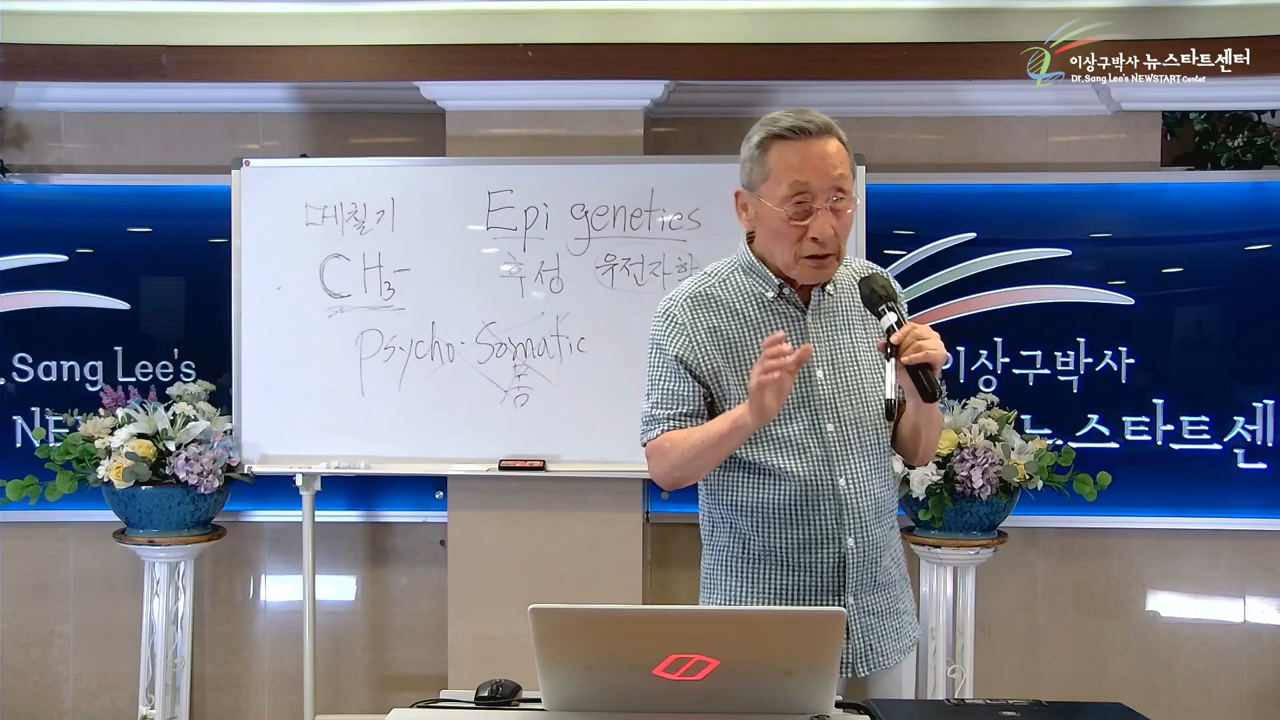 이상구박사 뉴스타트센터
Dr. Sang Lee's NEWSTART Center
메칠기
Epi genetics
CH3-
후성 유전자학
Psycho-Somatic
몸
. Sang Lee's
NE
이상구박사
뉴스타트센